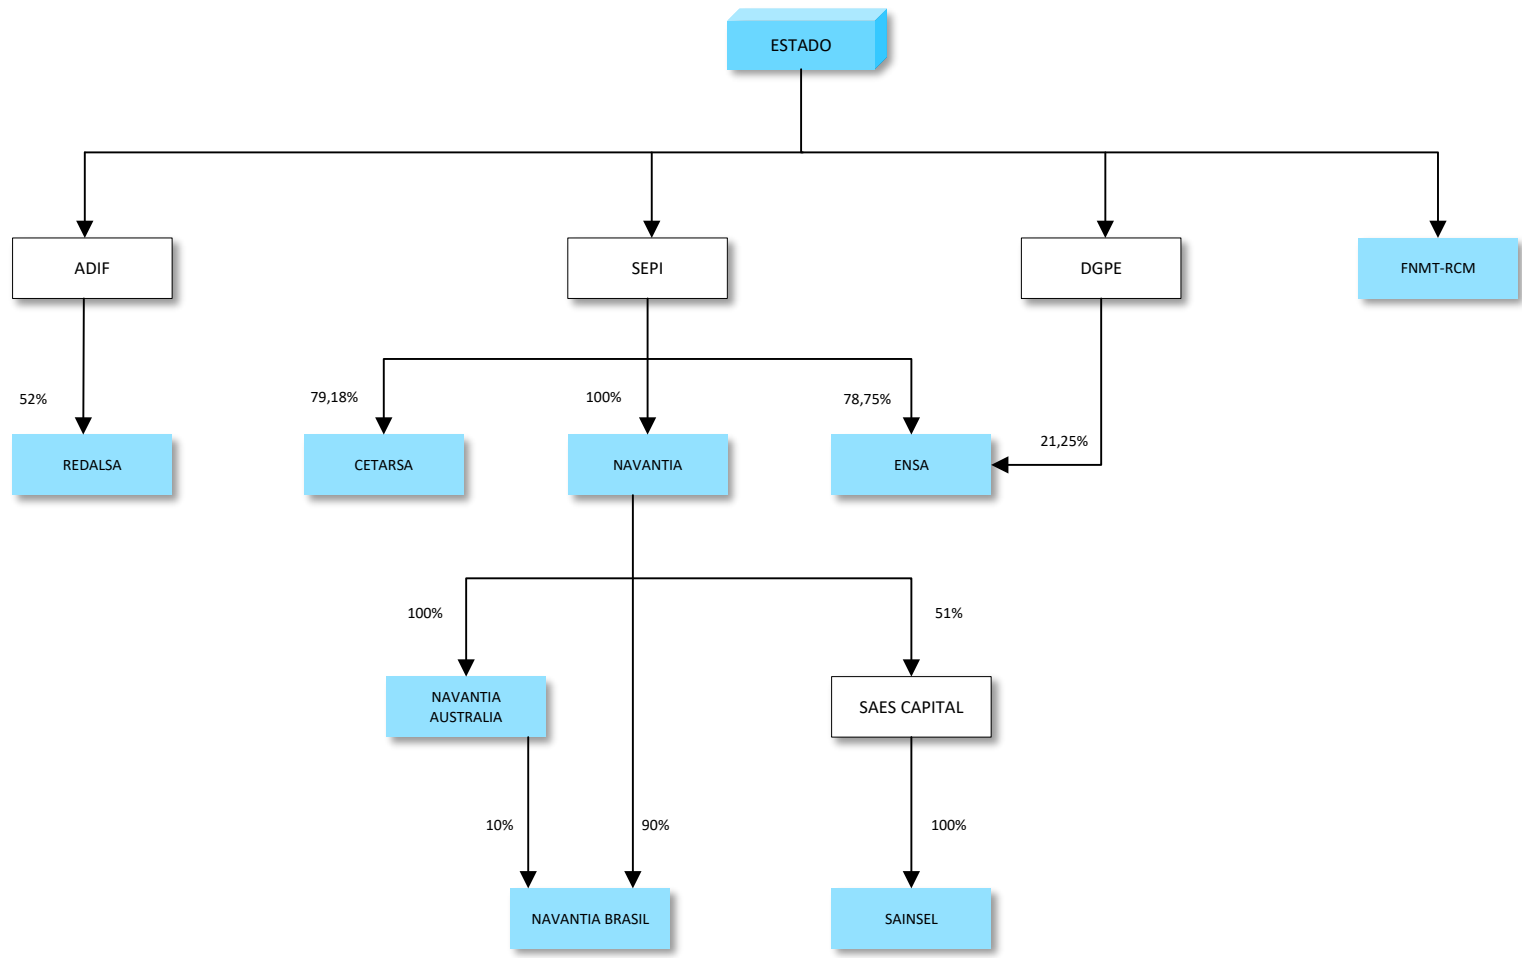 ESTADO
ADIF
SEPI
DGPE
FNMT-RCM
52%
79,18%
100%
78,75%
21,25%
REDALSA
CETARSA
NAVANTIA
ENSA
100%
51%
NAVANTIA
AUSTRALIA
SAES CAPITAL
10%
90%
100%
NAVANTIA BRASIL
SAINSEL